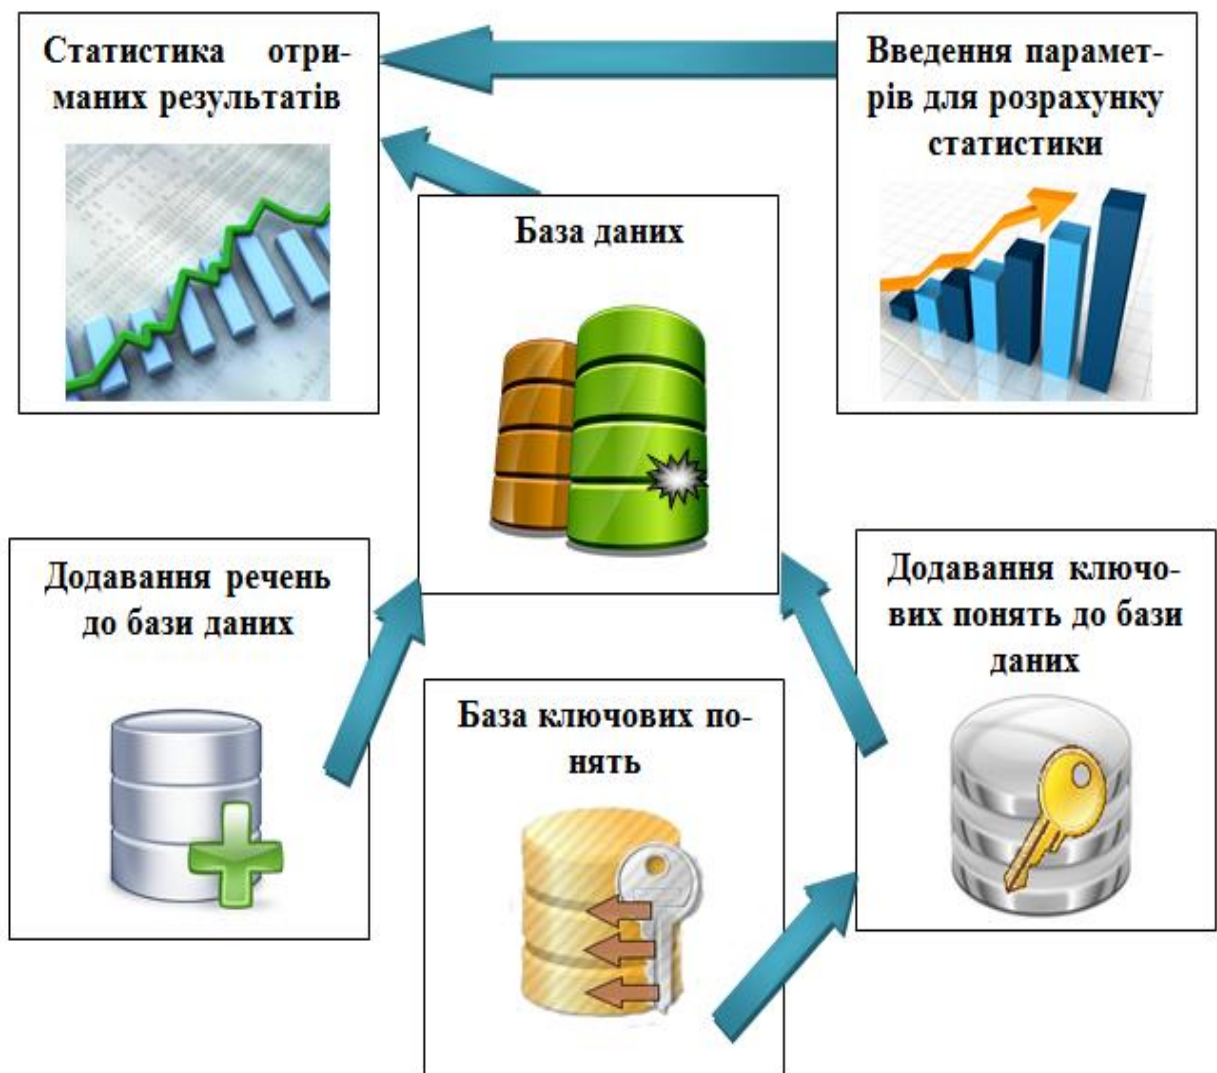 Статистика отри-
маних результатів
Введення парамет-
рів для розрахунку
статистики
База даних
Додавання речень
до бази даних
База ключових по-
нять
Додавання ключо-
вих понять до бази
даних